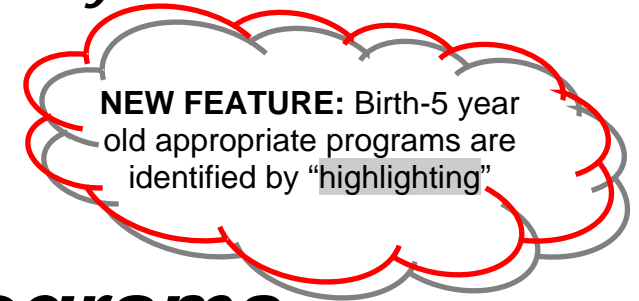 NEW FEATURE: Birth-5 year
old appropriate programs are
identified by “highlighting”